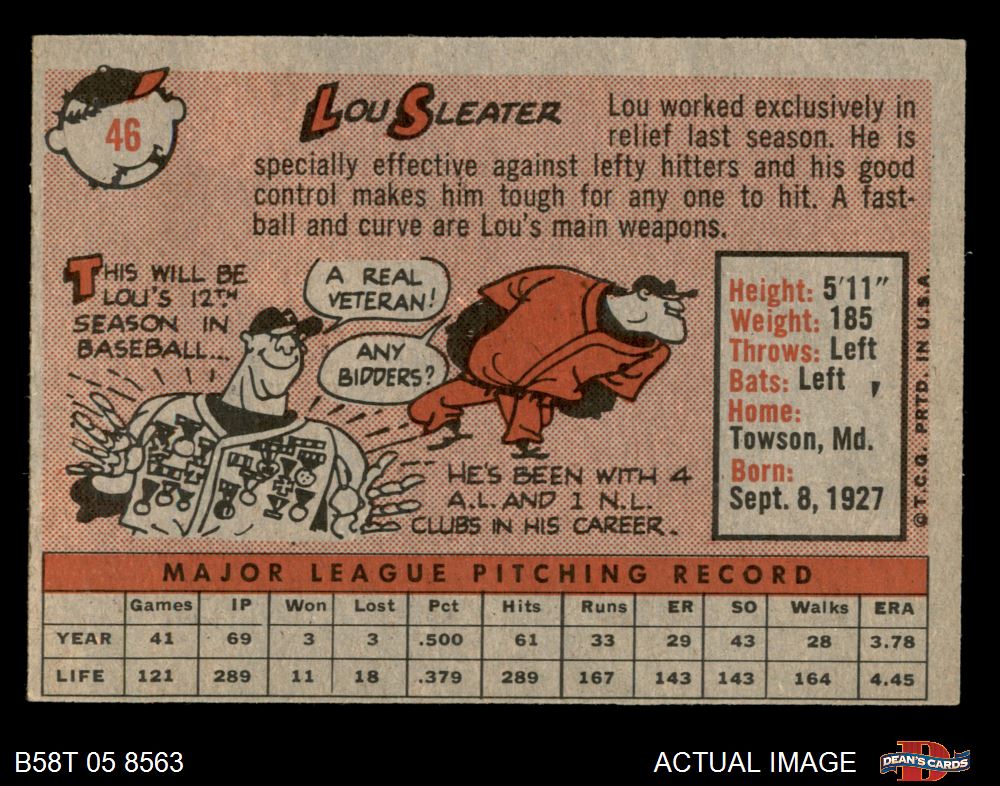 46
LOU SLEATER
Lou worked exclusively in
relief last season. He is
specially effective against lefty hitters and his good
control makes him tough for any one to hit. A fast-
ball and curve are Lou's main weapons.
THIS WILL BE
LOU'S 12TH
SEASON IN
BASEBALL...
A REAL
VETERAN!
ANY
BIDDERS?
HE'S BEEN WITH 4
A.L. AND 1 N.L.
CLUBS IN HIS CAREER.
Height: 5'11"
Weight: 185
Throws: Left
Bats: Left
Home:
Towson, Md.
Born:
Sept. 8, 1927
©T.C.G. PRTD. IN U.S.A.
MAJOR LEAGUE PITCHING RECORD
Games IP Won Lost Pct Hits Runs ER SO Walks ERA
YEAR 41 69 3 3 .500 61 33 29 43 28 3.78
LIFE 121 289 11 18 .379 289 167 143 143 164 4.45
B58T 05 8563
ACTUAL IMAGE
D
DEAN'S CARDS